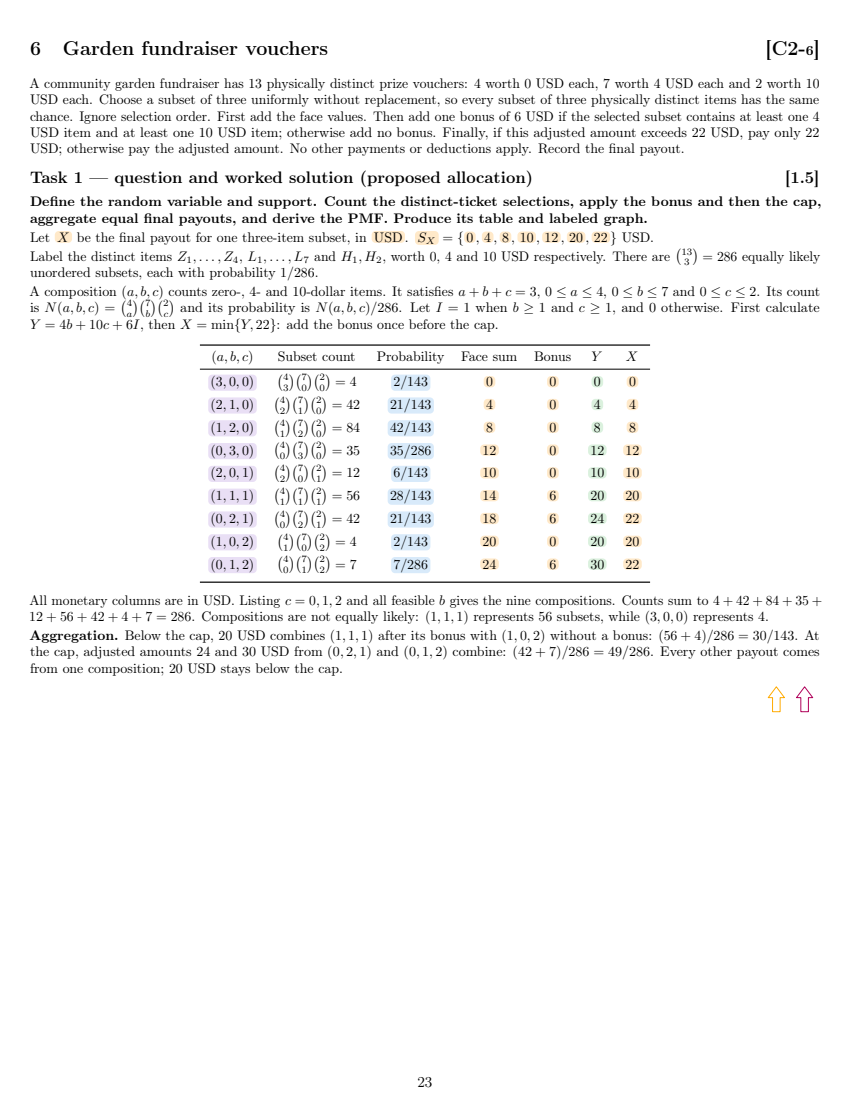 6 Garden fundraiser vouchers [C2-6]
A community garden fundraiser has 13 physically distinct prize vouchers: 4 worth 0 USD each, 7 worth 4 USD each and 2 worth 10
USD each. Choose a subset of three uniformly without replacement, so every subset of three physically distinct items has the same
chance. Ignore selection order. First add the face values. Then add one bonus of 6 USD if the selected subset contains at least one 4
USD item and at least one 10 USD item; otherwise add no bonus. Finally, if this adjusted amount exceeds 22 USD, pay only 22
USD; otherwise pay the adjusted amount. No other payments or deductions apply. Record the final payout.
Task 1 — question and worked solution (proposed allocation) [1.5]
Define the random variable and support. Count the distinct-ticket selections, apply the bonus and then the cap,
aggregate equal final payouts, and derive the PMF. Produce its table and labeled graph.
Let X be the final payout for one three-item subset, in USD. S_X = { 0 , 4 , 8 , 10 , 12 , 20 , 22 } USD.
Label the distinct items Z₁, . . . , Z₄, L₁, . . . , L₇ and H₁, H₂, worth 0, 4 and 10 USD respectively. There are (13 3) = 286 equally likely
unordered subsets, each with probability 1/286.
A composition (a, b, c) counts zero-, 4- and 10-dollar items. It satisfies a + b + c = 3, 0 ≤ a ≤ 4, 0 ≤ b ≤ 7 and 0 ≤ c ≤ 2. Its count
is N(a, b, c) = (4 a)(7 b)(2 c) and its probability is N(a, b, c)/286. Let I = 1 when b ≥ 1 and c ≥ 1, and 0 otherwise. First calculate
Y = 4b + 10c + 6I, then X = min{Y, 22}: add the bonus once before the cap.
(a, b, c) Subset count Probability Face sum Bonus Y X
(3, 0, 0) (4 3)(7 0)(2 0) = 4 2/143 0 0 0 0
(2, 1, 0) (4 2)(7 1)(2 0) = 42 21/143 4 0 4 4
(1, 2, 0) (4 1)(7 2)(2 0) = 84 42/143 8 0 8 8
(0, 3, 0) (4 0)(7 3)(2 0) = 35 35/286 12 0 12 12
(2, 0, 1) (4 2)(7 0)(2 1) = 12 6/143 10 0 10 10
(1, 1, 1) (4 1)(7 1)(2 1) = 56 28/143 14 6 20 20
(0, 2, 1) (4 0)(7 2)(2 1) = 42 21/143 18 6 24 22
(1, 0, 2) (4 1)(7 0)(2 2) = 4 2/143 20 0 20 20
(0, 1, 2) (4 0)(7 1)(2 2) = 7 7/286 24 6 30 22
All monetary columns are in USD. Listing c = 0, 1, 2 and all feasible b gives the nine compositions. Counts sum to 4 + 42 + 84 + 35 +
12 + 56 + 42 + 4 + 7 = 286. Compositions are not equally likely: (1, 1, 1) represents 56 subsets, while (3, 0, 0) represents 4.
Aggregation. Below the cap, 20 USD combines (1, 1, 1) after its bonus with (1, 0, 2) without a bonus: (56 + 4)/286 = 30/143. At
the cap, adjusted amounts 24 and 30 USD from (0, 2, 1) and (0, 1, 2) combine: (42 + 7)/286 = 49/286. Every other payout comes
from one composition; 20 USD stays below the cap.
23